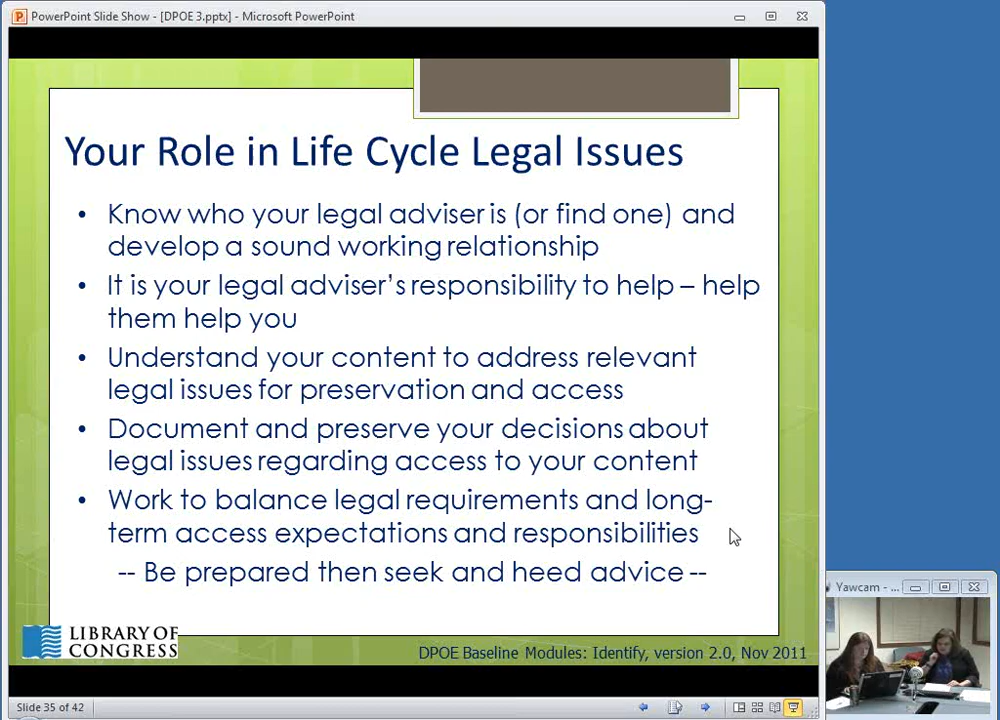 PowerPoint Slide Show - [DPOE 3.pptx] - Microsoft PowerPoint
Your Role in Life Cycle Legal Issues
• Know who your legal adviser is (or find one) and
develop a sound working relationship
• It is your legal adviser’s responsibility to help – help
them help you
• Understand your content to address relevant
legal issues for preservation and access
• Document and preserve your decisions about
legal issues regarding access to your content
• Work to balance legal requirements and long-
term access expectations and responsibilities
-- Be prepared then seek and heed advice --
LIBRARY OF
CONGRESS
DPOE Baseline Modules: Identify, version 2.0, Nov 2011
Slide 35 of 42
Yawcam - ...